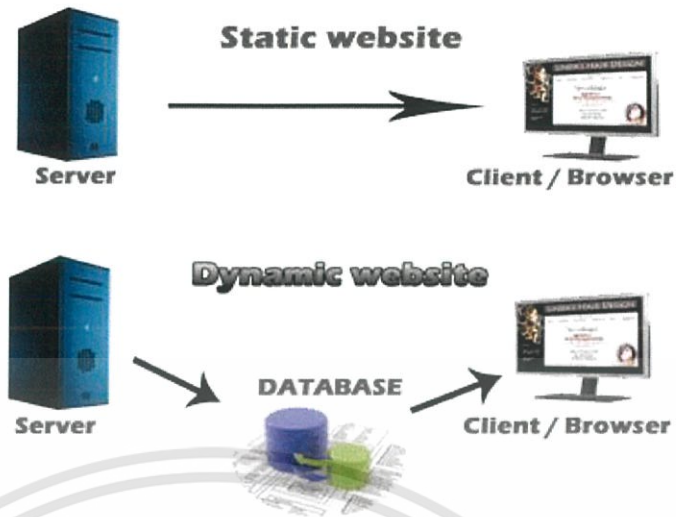 Static website
Server
Client / Browser
Dynamic website
DATABASE
Server
Client / Browser